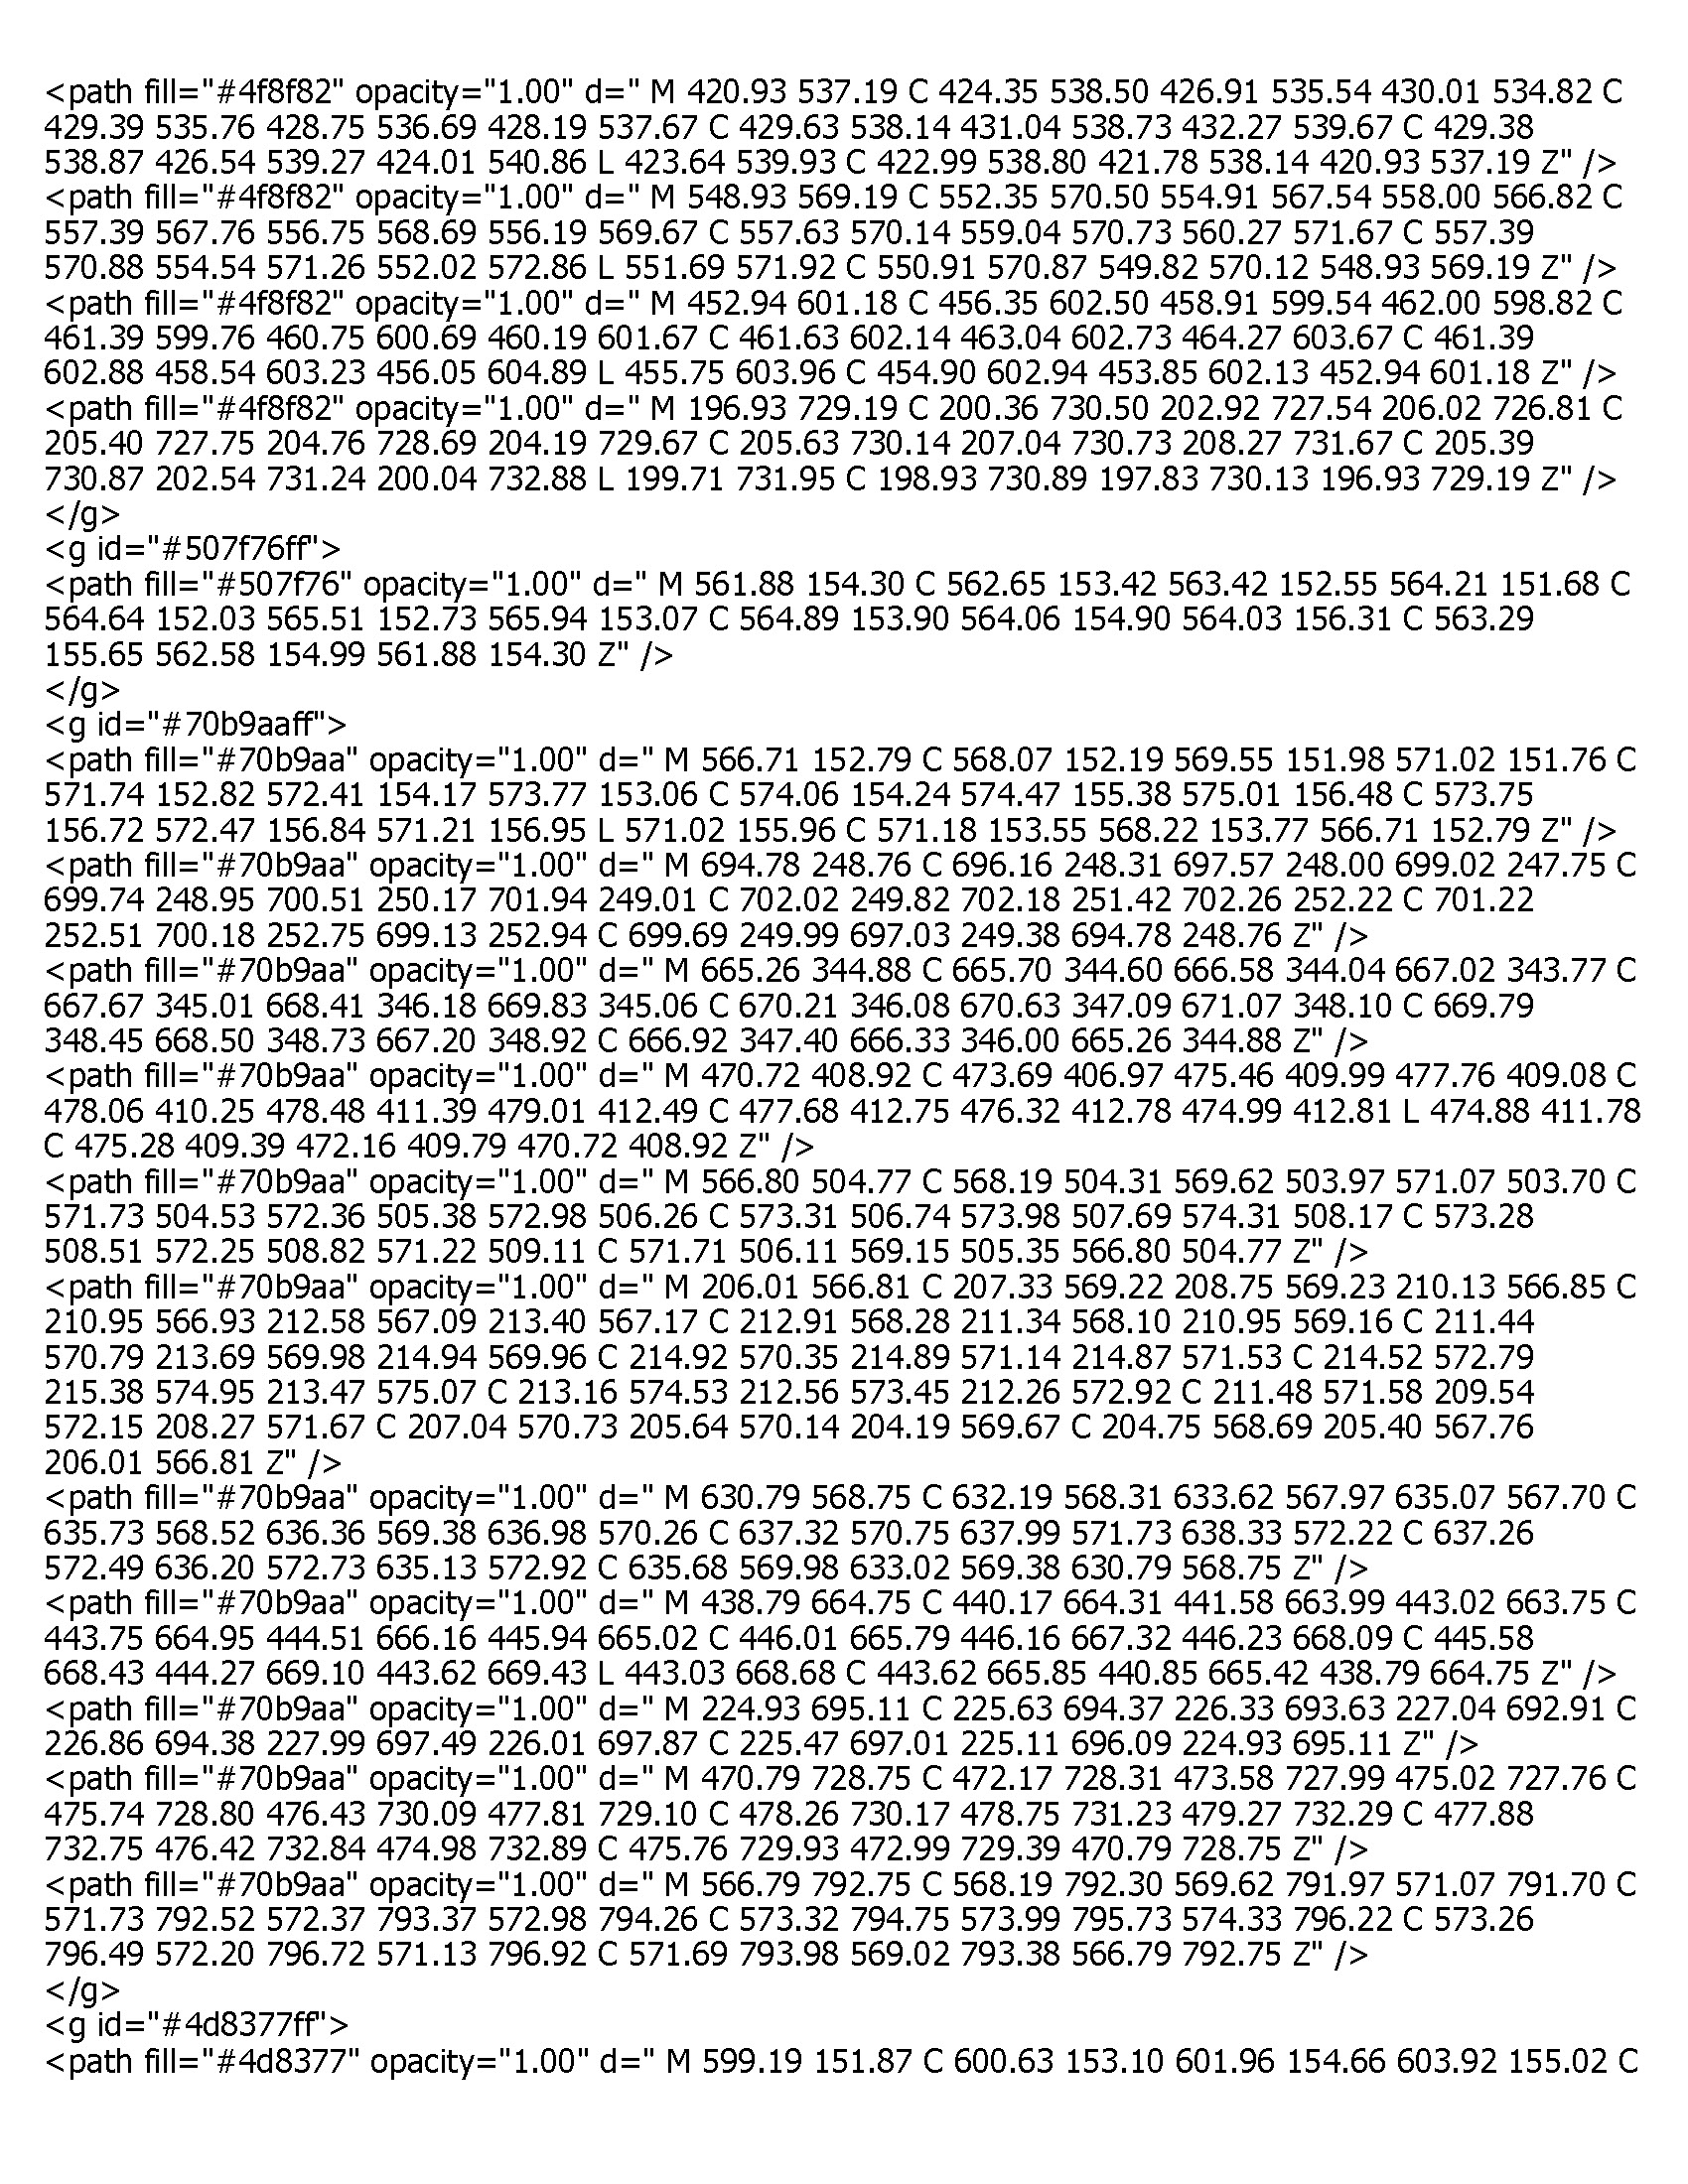 <path fill="#4f8f82" opacity="1.00" d=" M 420.93 537.19 C 424.35 538.50 426.91 535.54 430.01 534.82 C
429.39 535.76 428.75 536.69 428.19 537.67 C 429.63 538.14 431.04 538.73 432.27 539.67 C 429.38
538.87 426.54 539.27 424.01 540.86 L 423.64 539.93 C 422.99 538.80 421.78 538.14 420.93 537.19 Z" />
<path fill="#4f8f82" opacity="1.00" d=" M 548.93 569.19 C 552.35 570.50 554.91 567.54 558.00 566.82 C
557.39 567.76 556.75 568.69 556.19 569.67 C 557.63 570.14 559.04 570.73 560.27 571.67 C 557.39
570.88 554.54 571.26 552.02 572.86 L 551.69 571.92 C 550.91 570.87 549.82 570.12 548.93 569.19 Z" />
<path fill="#4f8f82" opacity="1.00" d=" M 452.94 601.18 C 456.35 602.50 458.91 599.54 462.00 598.82 C
461.39 599.76 460.75 600.69 460.19 601.67 C 461.63 602.14 463.04 602.73 464.27 603.67 C 461.39
602.88 458.54 603.23 456.05 604.89 L 455.75 603.96 C 454.90 602.94 453.85 602.13 452.94 601.18 Z" />
<path fill="#4f8f82" opacity="1.00" d=" M 196.93 729.19 C 200.36 730.50 202.92 727.54 206.02 726.81 C
205.40 727.75 204.76 728.69 204.19 729.67 C 205.63 730.14 207.04 730.73 208.27 731.67 C 205.39
730.87 202.54 731.24 200.04 732.88 L 199.71 731.95 C 198.93 730.89 197.83 730.13 196.93 729.19 Z" />
</g>
<g id="#507f76ff">
<path fill="#507f76" opacity="1.00" d=" M 561.88 154.30 C 562.65 153.42 563.42 152.55 564.21 151.68 C
564.64 152.03 565.51 152.73 565.94 153.07 C 564.89 153.90 564.06 154.90 564.03 156.31 C 563.29
155.65 562.58 154.99 561.88 154.30 Z" />
</g>
<g id="#70b9aaff">
<path fill="#70b9aa" opacity="1.00" d=" M 566.71 152.79 C 568.07 152.19 569.55 151.98 571.02 151.76 C
571.74 152.82 572.41 154.17 573.77 153.06 C 574.06 154.24 574.47 155.38 575.01 156.48 C 573.75
156.72 572.47 156.84 571.21 156.95 L 571.02 155.96 C 571.18 153.55 568.22 153.77 566.71 152.79 Z" />
<path fill="#70b9aa" opacity="1.00" d=" M 694.78 248.76 C 696.16 248.31 697.57 248.00 699.02 247.75 C
699.74 248.95 700.51 250.17 701.94 249.01 C 702.02 249.82 702.18 251.42 702.26 252.22 C 701.22
252.51 700.18 252.75 699.13 252.94 C 699.69 249.99 697.03 249.38 694.78 248.76 Z" />
<path fill="#70b9aa" opacity="1.00" d=" M 665.26 344.88 C 665.70 344.60 666.58 344.04 667.02 343.77 C
667.67 345.01 668.41 346.18 669.83 345.06 C 670.21 346.08 670.63 347.09 671.07 348.10 C 669.79
348.45 668.50 348.73 667.20 348.92 C 666.92 347.40 666.33 346.00 665.26 344.88 Z" />
<path fill="#70b9aa" opacity="1.00" d=" M 470.72 408.92 C 473.69 406.97 475.46 409.99 477.76 409.08 C
478.06 410.25 478.48 411.39 479.01 412.49 C 477.68 412.75 476.32 412.78 474.99 412.81 L 474.88 411.78
C 475.28 409.39 472.16 409.79 470.72 408.92 Z" />
<path fill="#70b9aa" opacity="1.00" d=" M 566.80 504.77 C 568.19 504.31 569.62 503.97 571.07 503.70 C
571.73 504.53 572.36 505.38 572.98 506.26 C 573.31 506.74 573.98 507.69 574.31 508.17 C 573.28
508.51 572.25 508.82 571.22 509.11 C 571.71 506.11 569.15 505.35 566.80 504.77 Z" />
<path fill="#70b9aa" opacity="1.00" d=" M 206.01 566.81 C 207.33 569.22 208.75 569.23 210.13 566.85 C
210.95 566.93 212.58 567.09 213.40 567.17 C 212.91 568.28 211.34 568.10 210.95 569.16 C 211.44
570.79 213.69 569.98 214.94 569.96 C 214.92 570.35 214.89 571.14 214.87 571.53 C 214.52 572.79
215.38 574.95 213.47 575.07 C 213.16 574.53 212.56 573.45 212.26 572.92 C 211.48 571.58 209.54
572.15 208.27 571.67 C 207.04 570.73 205.64 570.14 204.19 569.67 C 204.75 568.69 205.40 567.76
206.01 566.81 Z" />
<path fill="#70b9aa" opacity="1.00" d=" M 630.79 568.75 C 632.19 568.31 633.62 567.97 635.07 567.70 C
635.73 568.52 636.36 569.38 636.98 570.26 C 637.32 570.75 637.99 571.73 638.33 572.22 C 637.26
572.49 636.20 572.73 635.13 572.92 C 635.68 569.98 633.02 569.38 630.79 568.75 Z" />
<path fill="#70b9aa" opacity="1.00" d=" M 438.79 664.75 C 440.17 664.31 441.58 663.99 443.02 663.75 C
443.75 664.95 444.51 666.16 445.94 665.02 C 446.01 665.79 446.16 667.32 446.23 668.09 C 445.58
668.43 444.27 669.10 443.62 669.43 L 443.03 668.68 C 443.62 665.85 440.85 665.42 438.79 664.75 Z" />
<path fill="#70b9aa" opacity="1.00" d=" M 224.93 695.11 C 225.63 694.37 226.33 693.63 227.04 692.91 C
226.86 694.38 227.99 697.49 226.01 697.87 C 225.47 697.01 225.11 696.09 224.93 695.11 Z" />
<path fill="#70b9aa" opacity="1.00" d=" M 470.79 728.75 C 472.17 728.31 473.58 727.99 475.02 727.76 C
475.74 728.80 476.43 730.09 477.81 729.10 C 478.26 730.17 478.75 731.23 479.27 732.29 C 477.88
732.75 476.42 732.84 474.98 732.89 C 475.76 729.93 472.99 729.39 470.79 728.75 Z" />
<path fill="#70b9aa" opacity="1.00" d=" M 566.79 792.75 C 568.19 792.30 569.62 791.97 571.07 791.70 C
571.73 792.52 572.37 793.37 572.98 794.26 C 573.32 794.75 573.99 795.73 574.33 796.22 C 573.26
796.49 572.20 796.72 571.13 796.92 C 571.69 793.98 569.02 793.38 566.79 792.75 Z" />
</g>
<g id="#4d8377ff">
<path fill="#4d8377" opacity="1.00" d=" M 599.19 151.87 C 600.63 153.10 601.96 154.66 603.92 155.02 C